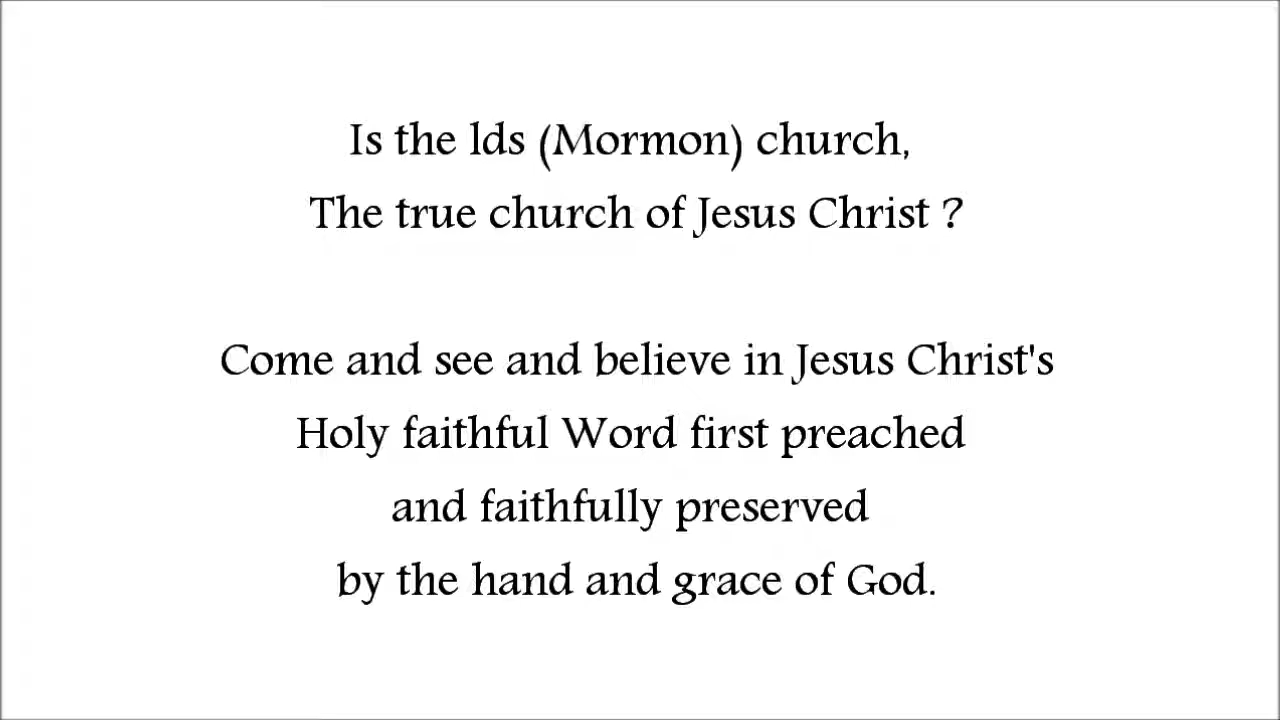 Is the lds (Mormon) church,
The true church of Jesus Christ ?
Come and see and believe in Jesus Christ's
Holy faithful Word first preached
and faithfully preserved
by the hand and grace of God.